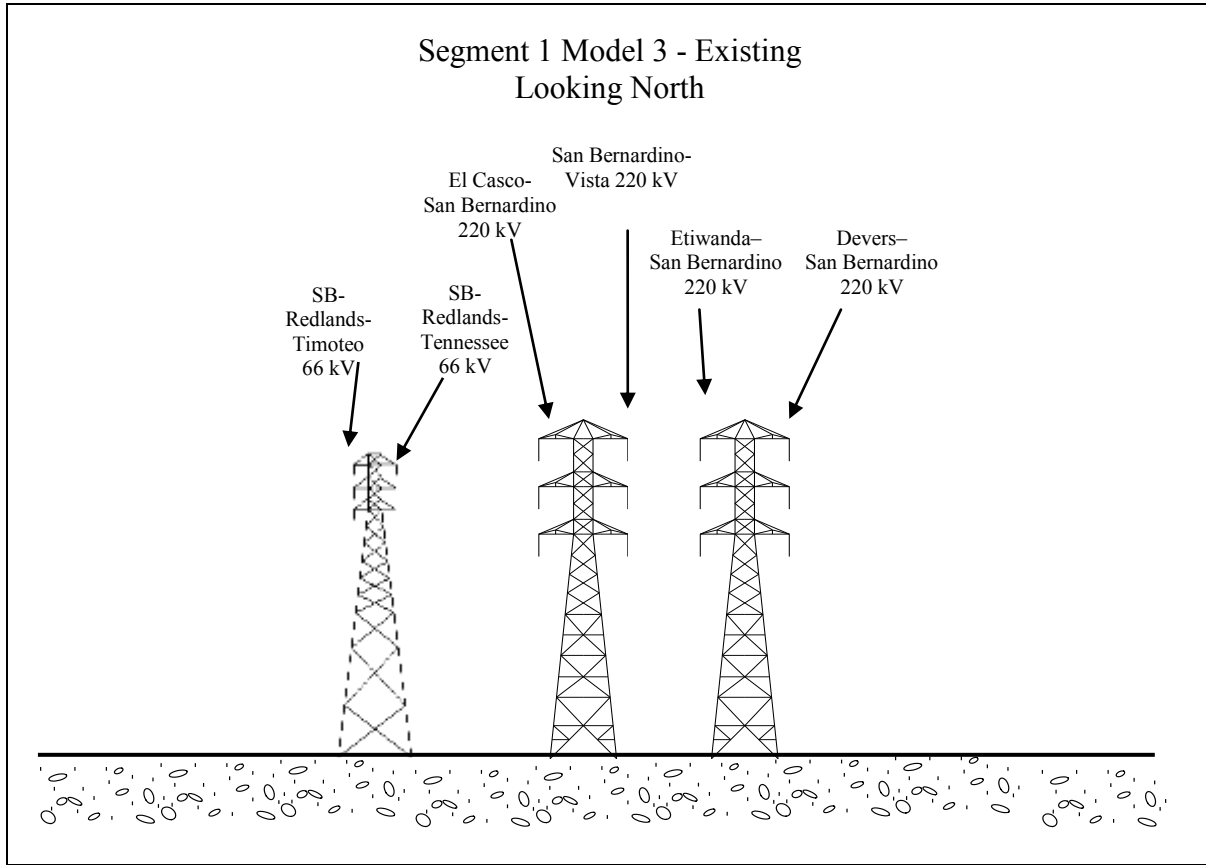 Segment 1 Model 3 - Existing
Looking North
San Bernardino-
Vista 220 kV
El Casco-
San Bernardino
220 kV
Etiwanda–
San Bernardino
220 kV
Devers–
San Bernardino
220 kV
SB-
Redlands-
Timoteo
66 kV
SB-
Redlands-
Tennessee
66 kV